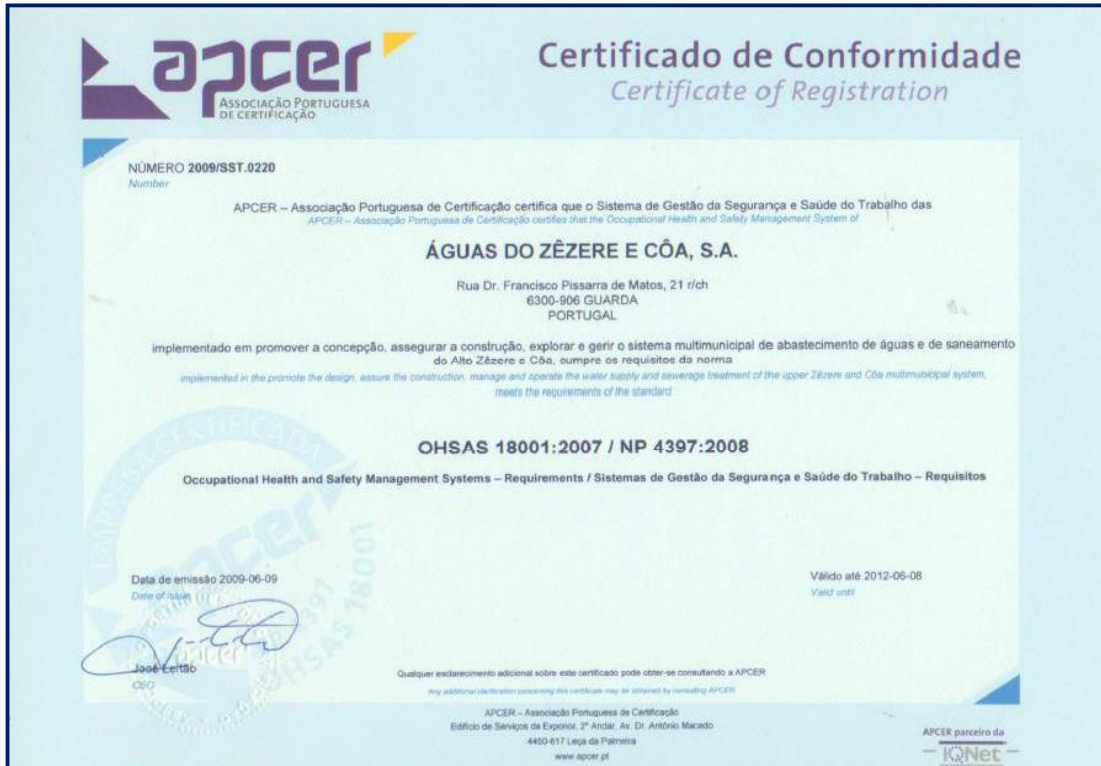 apcer
ASSOCIAÇÃO PORTUGUESA
DE CERTIFICAÇÃO
Certificado de Conformidade
Certificate of Registration
NÚMERO 2009/SST.0220
Number
APCER – Associação Portuguesa de Certificação certifica que o Sistema de Gestão da Segurança e Saúde do Trabalho das
APCER – Associação Portuguesa de Certificação certifies that the Occupational Health and Safety Management System of
ÁGUAS DO ZÊZERE E CÔA, S.A.
Rua Dr. Francisco Pissarra de Matos, 21 r/ch
6300-906 GUARDA
PORTUGAL
implementado em promover a concepção, assegurar a construção, explorar e gerir o sistema multimunicipal de abastecimento de águas e de saneamento
do Alto Zêzere e Côa, cumpre os requisitos da norma
implemented in the promote the design, assure the construction, manage and operate the water supply and sewerage treatment of the upper Zêzere and Côa multimunicipal system,
meets the requirements of the standard
OHSAS 18001:2007 / NP 4397:2008
Occupational Health and Safety Management Systems – Requirements / Sistemas de Gestão da Segurança e Saúde do Trabalho – Requisitos
EMPRESA CERTIFICADA
apcer
OHSAS 18001
Data de emissão 2009-06-09
Date of issue
Válido até 2012-06-08
Valid until
José Leitão
CEO
Qualquer esclarecimento adicional sobre este certificado pode obter-se consultando a APCER
Any additional clarification concerning this certificate may be obtained by consulting APCER
APCER – Associação Portuguesa de Certificação
Edifício de Serviços da Exponor, 2º Andar, Av. Dr. António Macedo
4450-617 Leça da Palmeira
www.apcer.pt
APCER parceiro da
IQNet